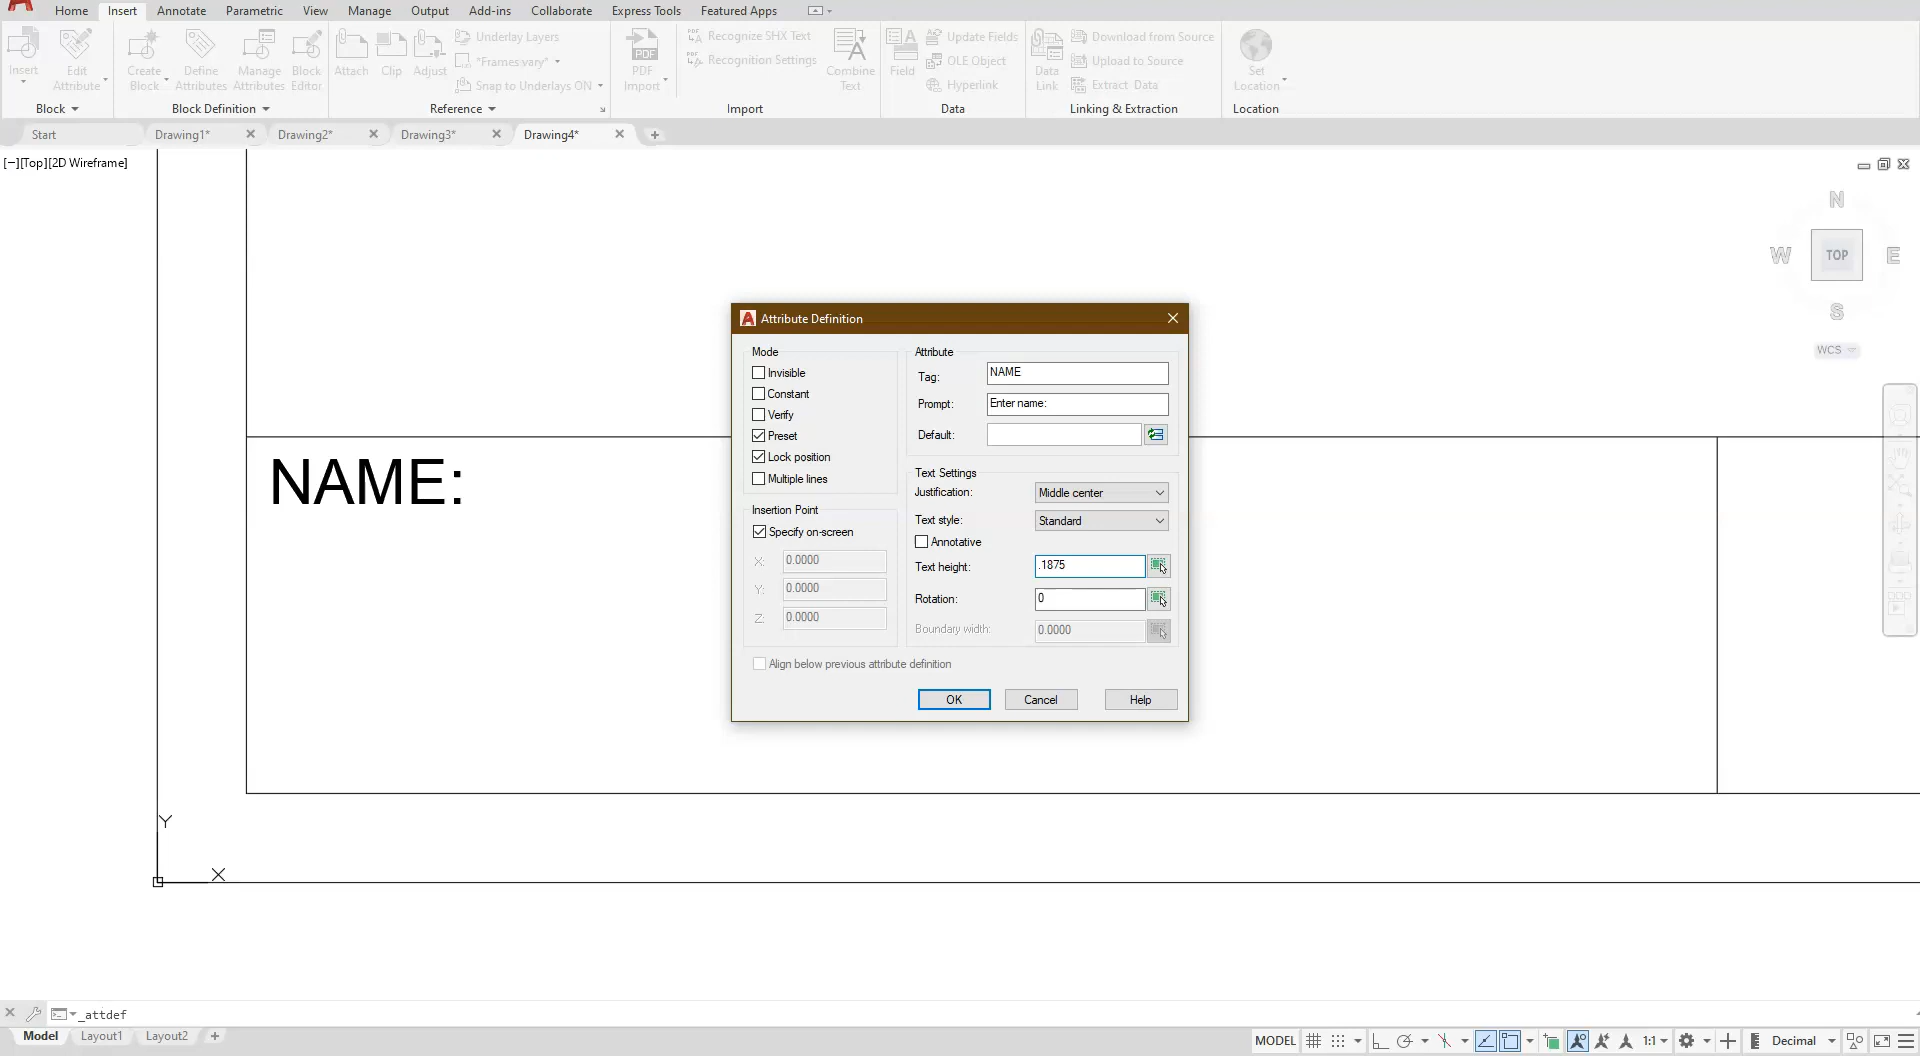 Home Insert Annotate Parametric View Manage Output Add-ins Collaborate Express Tools Featured Apps
Insert
Edit Attribute
Block
Create Block
Define Attributes
Manage Attributes
Block Editor
Block Definition
Attach
Clip
Adjust
Underlay Layers
*Frames vary*
Snap to Underlays ON
Reference
PDF
PDF Import
Recognize SHX Text
Recognition Settings
Combine Text
Import
Field
Update Fields
OLE Object
Hyperlink
Data
Data Link
Download from Source
Upload to Source
Extract Data
Linking & Extraction
Set Location
Location
Start Drawing1* Drawing2* Drawing3* Drawing4*
[−][Top][2D Wireframe]
N
W TOP E
S
WCS
NAME:
Y
X
Attribute Definition
Mode
Invisible
Constant
Verify
Preset
Lock position
Multiple lines
Insertion Point
Specify on-screen
X: 0.0000
Y: 0.0000
Z: 0.0000
Align below previous attribute definition
Attribute
Tag: NAME
Prompt: Enter name:
Default:
Text Settings
Justification: Middle center
Text style: Standard
Annotative
Text height: .1875
Rotation: 0
Boundary width: 0.0000
OK Cancel Help
_attdef
Model Layout1 Layout2
MODEL 1:1 Decimal